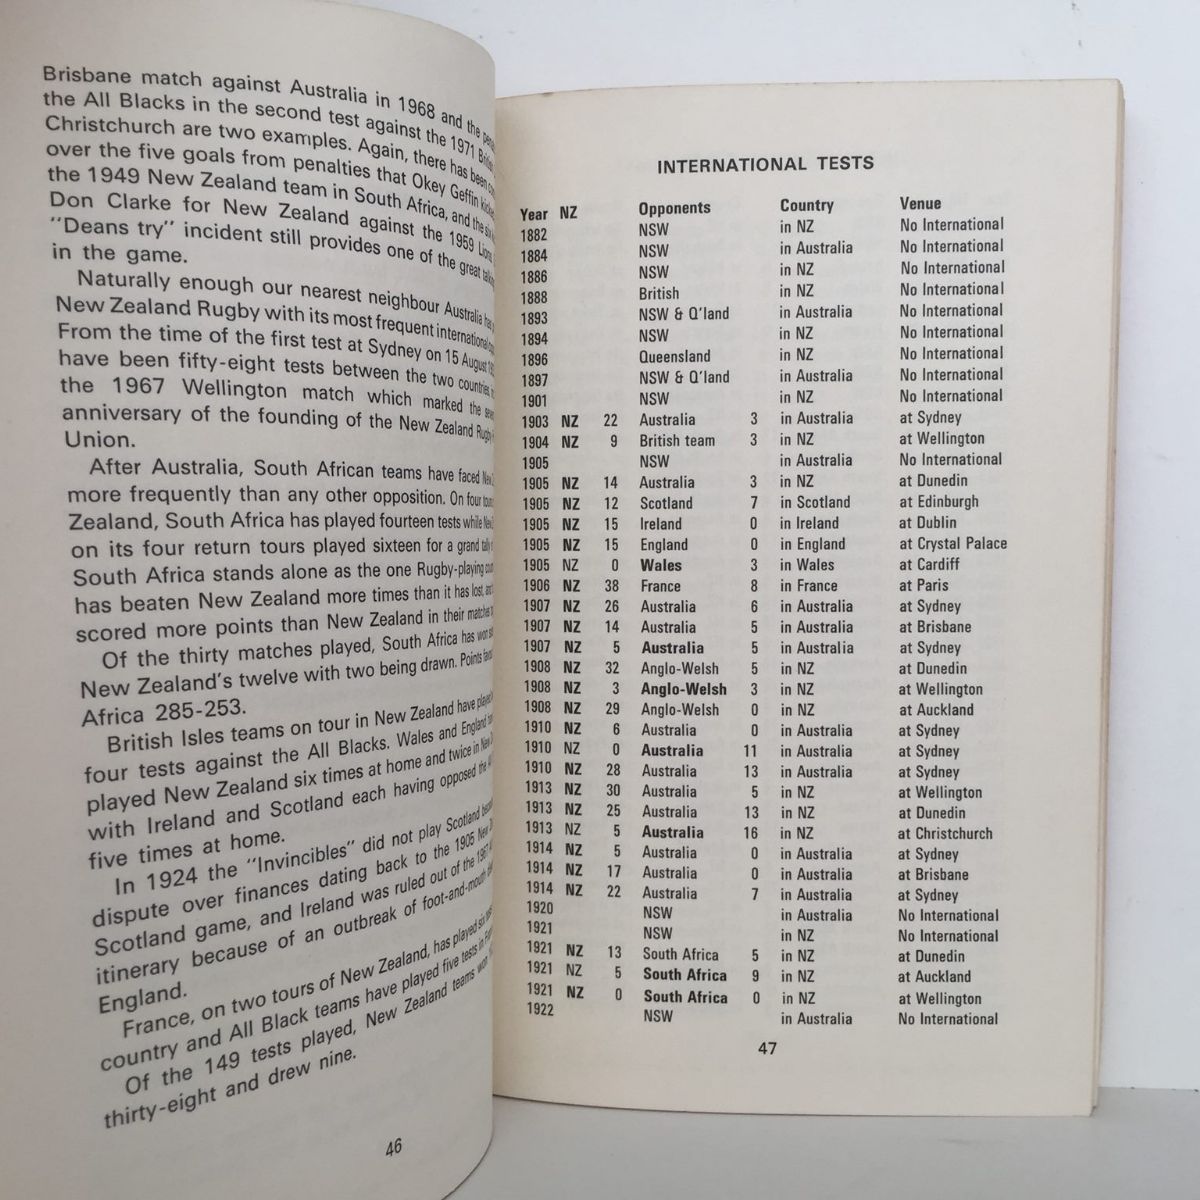 Brisbane match against Australia in 1968 and the
the All Blacks in the second test against the 1971
Christchurch are two examples. Again, there has been
over the five goals from penalties that Okey Geffin kicked
the 1949 New Zealand team in South Africa, and the six
Don Clarke for New Zealand against the 1959 Lions
"Deans try" incident still provides one of the great
in the game.
Naturally enough our nearest neighbour Australia has
New Zealand Rugby with its most frequent international
From the time of the first test at Sydney on 15 August
have been fifty-eight tests between the two countries,
the 1967 Wellington match which marked the
anniversary of the founding of the New Zealand Rugby
Union.
After Australia, South African teams have faced
more frequently than any other opposition. On four
Zealand, South Africa has played fourteen tests while
on its four return tours played sixteen for a grand tally
South Africa stands alone as the one Rugby-playing
has beaten New Zealand more times than it has lost,
scored more points than New Zealand in their matches
Of the thirty matches played, South Africa has won
New Zealand's twelve with two being drawn. Points
Africa 285-253.
British Isles teams on tour in New Zealand have played
four tests against the All Blacks. Wales and England
played New Zealand six times at home and twice in
with Ireland and Scotland each having opposed the
five times at home.
In 1924 the "Invincibles" did not play Scotland
dispute over finances dating back to the 1905
Scotland game, and Ireland was ruled out of the 1967
itinerary because of an outbreak of foot-and-mouth
England.
France, on two tours of New Zealand, has played six
country and All Black teams have played five tests in
Of the 149 tests played, New Zealand teams won
thirty-eight and drew nine.
46
INTERNATIONAL TESTS
Year NZ Opponents Country Venue
1882 NSW in NZ No International
1884 NSW in Australia No International
1886 NSW in NZ No International
1888 British in NZ No International
1893 NSW & Q'land in Australia No International
1894 NSW in NZ No International
1896 Queensland in NZ No International
1897 NSW & Q'land in Australia No International
1901 NSW in NZ No International
1903 NZ 22 Australia 3 in Australia at Sydney
1904 NZ 9 British team 3 in NZ at Wellington
1905 NSW in Australia No International
1905 NZ 14 Australia 3 in NZ at Dunedin
1905 NZ 12 Scotland 7 in Scotland at Edinburgh
1905 NZ 15 Ireland 0 in Ireland at Dublin
1905 NZ 15 England 0 in England at Crystal Palace
1905 NZ 0 Wales 3 in Wales at Cardiff
1906 NZ 38 France 8 in France at Paris
1907 NZ 26 Australia 6 in Australia at Sydney
1907 NZ 14 Australia 5 in Australia at Brisbane
1907 NZ 5 Australia 5 in Australia at Sydney
1908 NZ 32 Anglo-Welsh 5 in NZ at Dunedin
1908 NZ 3 Anglo-Welsh 3 in NZ at Wellington
1908 NZ 29 Anglo-Welsh 0 in NZ at Auckland
1910 NZ 6 Australia 0 in Australia at Sydney
1910 NZ 0 Australia 11 in Australia at Sydney
1910 NZ 28 Australia 13 in Australia at Sydney
1913 NZ 30 Australia 5 in NZ at Wellington
1913 NZ 25 Australia 13 in NZ at Dunedin
1913 NZ 5 Australia 16 in NZ at Christchurch
1914 NZ 5 Australia 0 in Australia at Sydney
1914 NZ 17 Australia 0 in Australia at Brisbane
1914 NZ 22 Australia 7 in Australia at Sydney
1920 NSW in Australia No International
1921 NSW in NZ No International
1921 NZ 13 South Africa 5 in NZ at Dunedin
1921 NZ 5 South Africa 9 in NZ at Auckland
1921 NZ 0 South Africa 0 in NZ at Wellington
1922 NSW in Australia No International
47